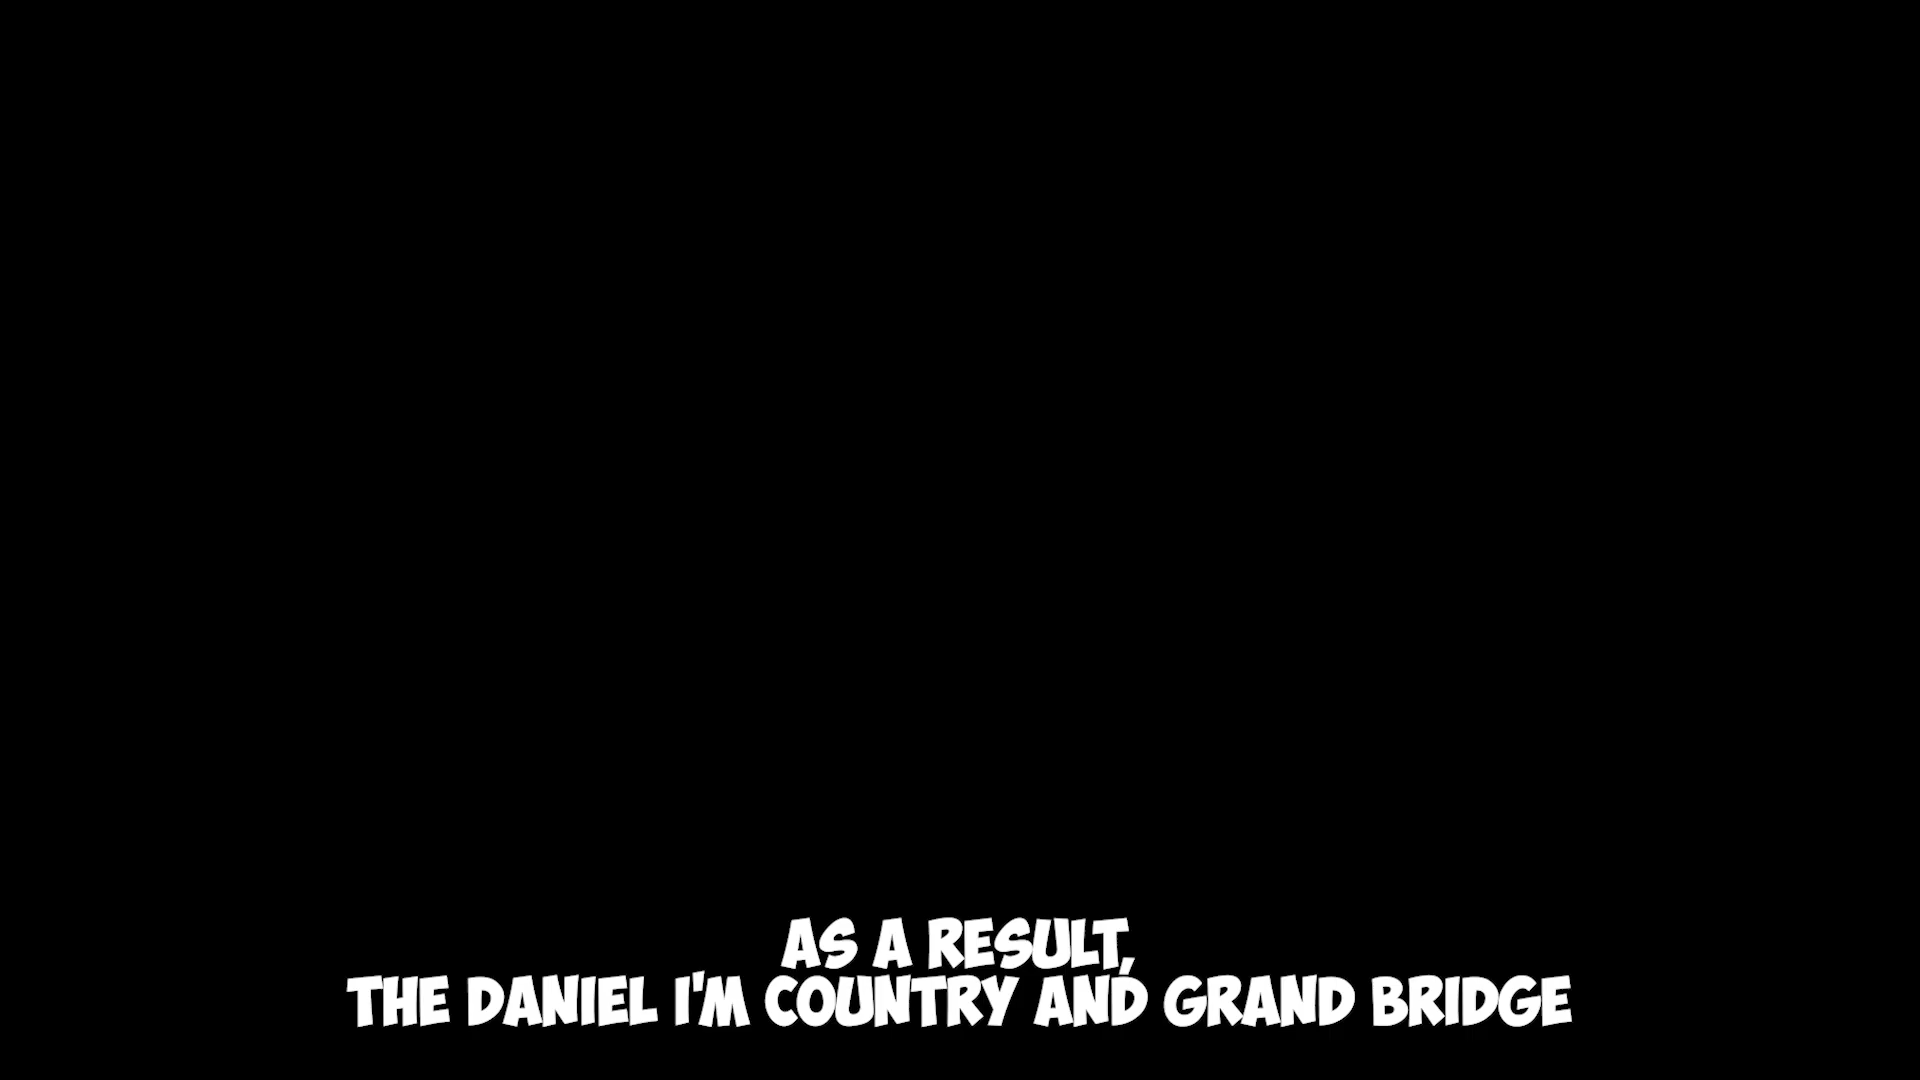 AS A RESULT,
THE DANIEL I'M COUNTRY AND GRAND BRIDGE